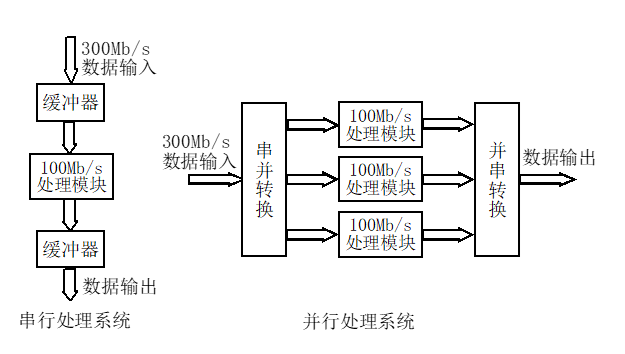 300Mb/s
数据输入
缓冲器
100Mb/s
处理模块
缓冲器
数据输出
串行处理系统
300Mb/s
数据输入
串并转换
100Mb/s
处理模块
100Mb/s
处理模块
100Mb/s
处理模块
并串转换
数据输出
并行处理系统